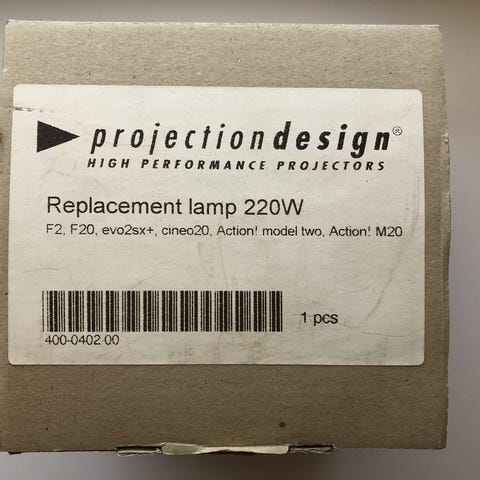 projectiondesign®
HIGH PERFORMANCE PROJECTORS
Replacement lamp 220W
F2, F20, evo2sx+, cineo20, Action! model two, Action! M20
1 pcs
400-0402 00